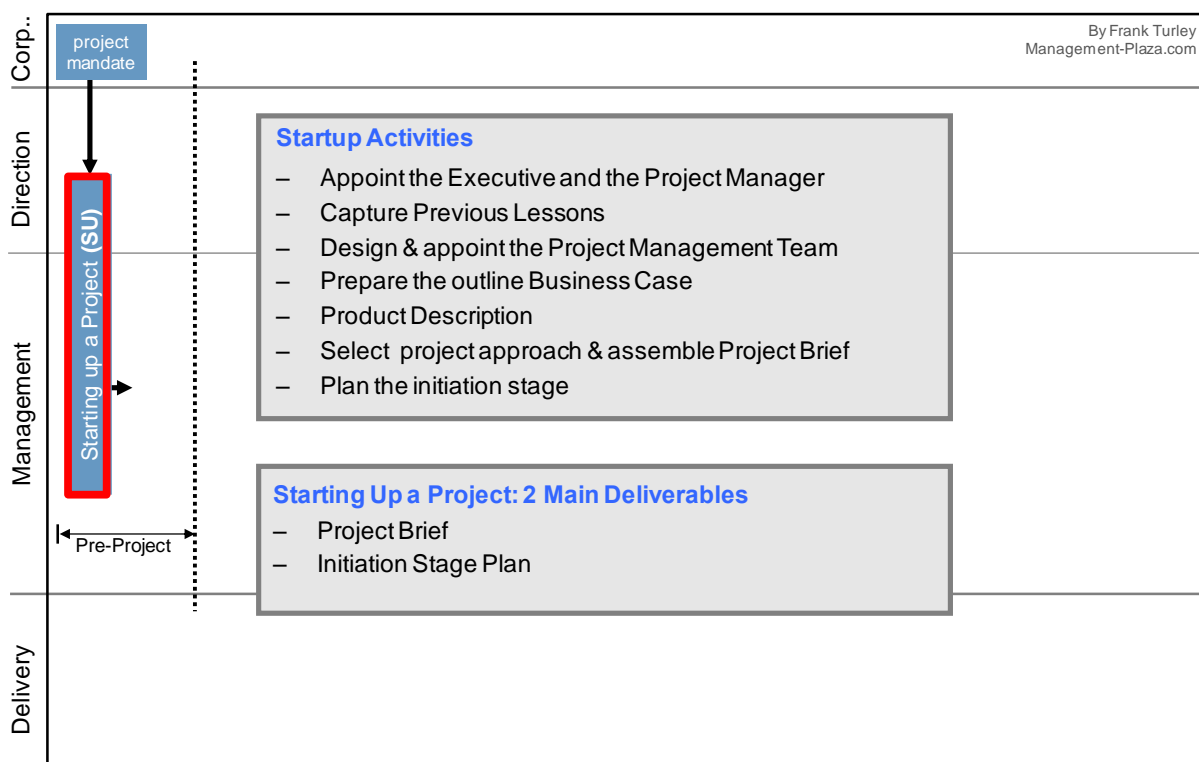 Corp..
project
mandate
By Frank Turley
Management-Plaza.com
Direction
Startup Activities
– Appoint the Executive and the Project Manager
– Capture Previous Lessons
– Design & appoint the Project Management Team
– Prepare the outline Business Case
– Product Description
– Select project approach & assemble Project Brief
– Plan the initiation stage
Starting up a Project (SU)
Management
Starting Up a Project: 2 Main Deliverables
– Project Brief
– Initiation Stage Plan
Pre-Project
Delivery